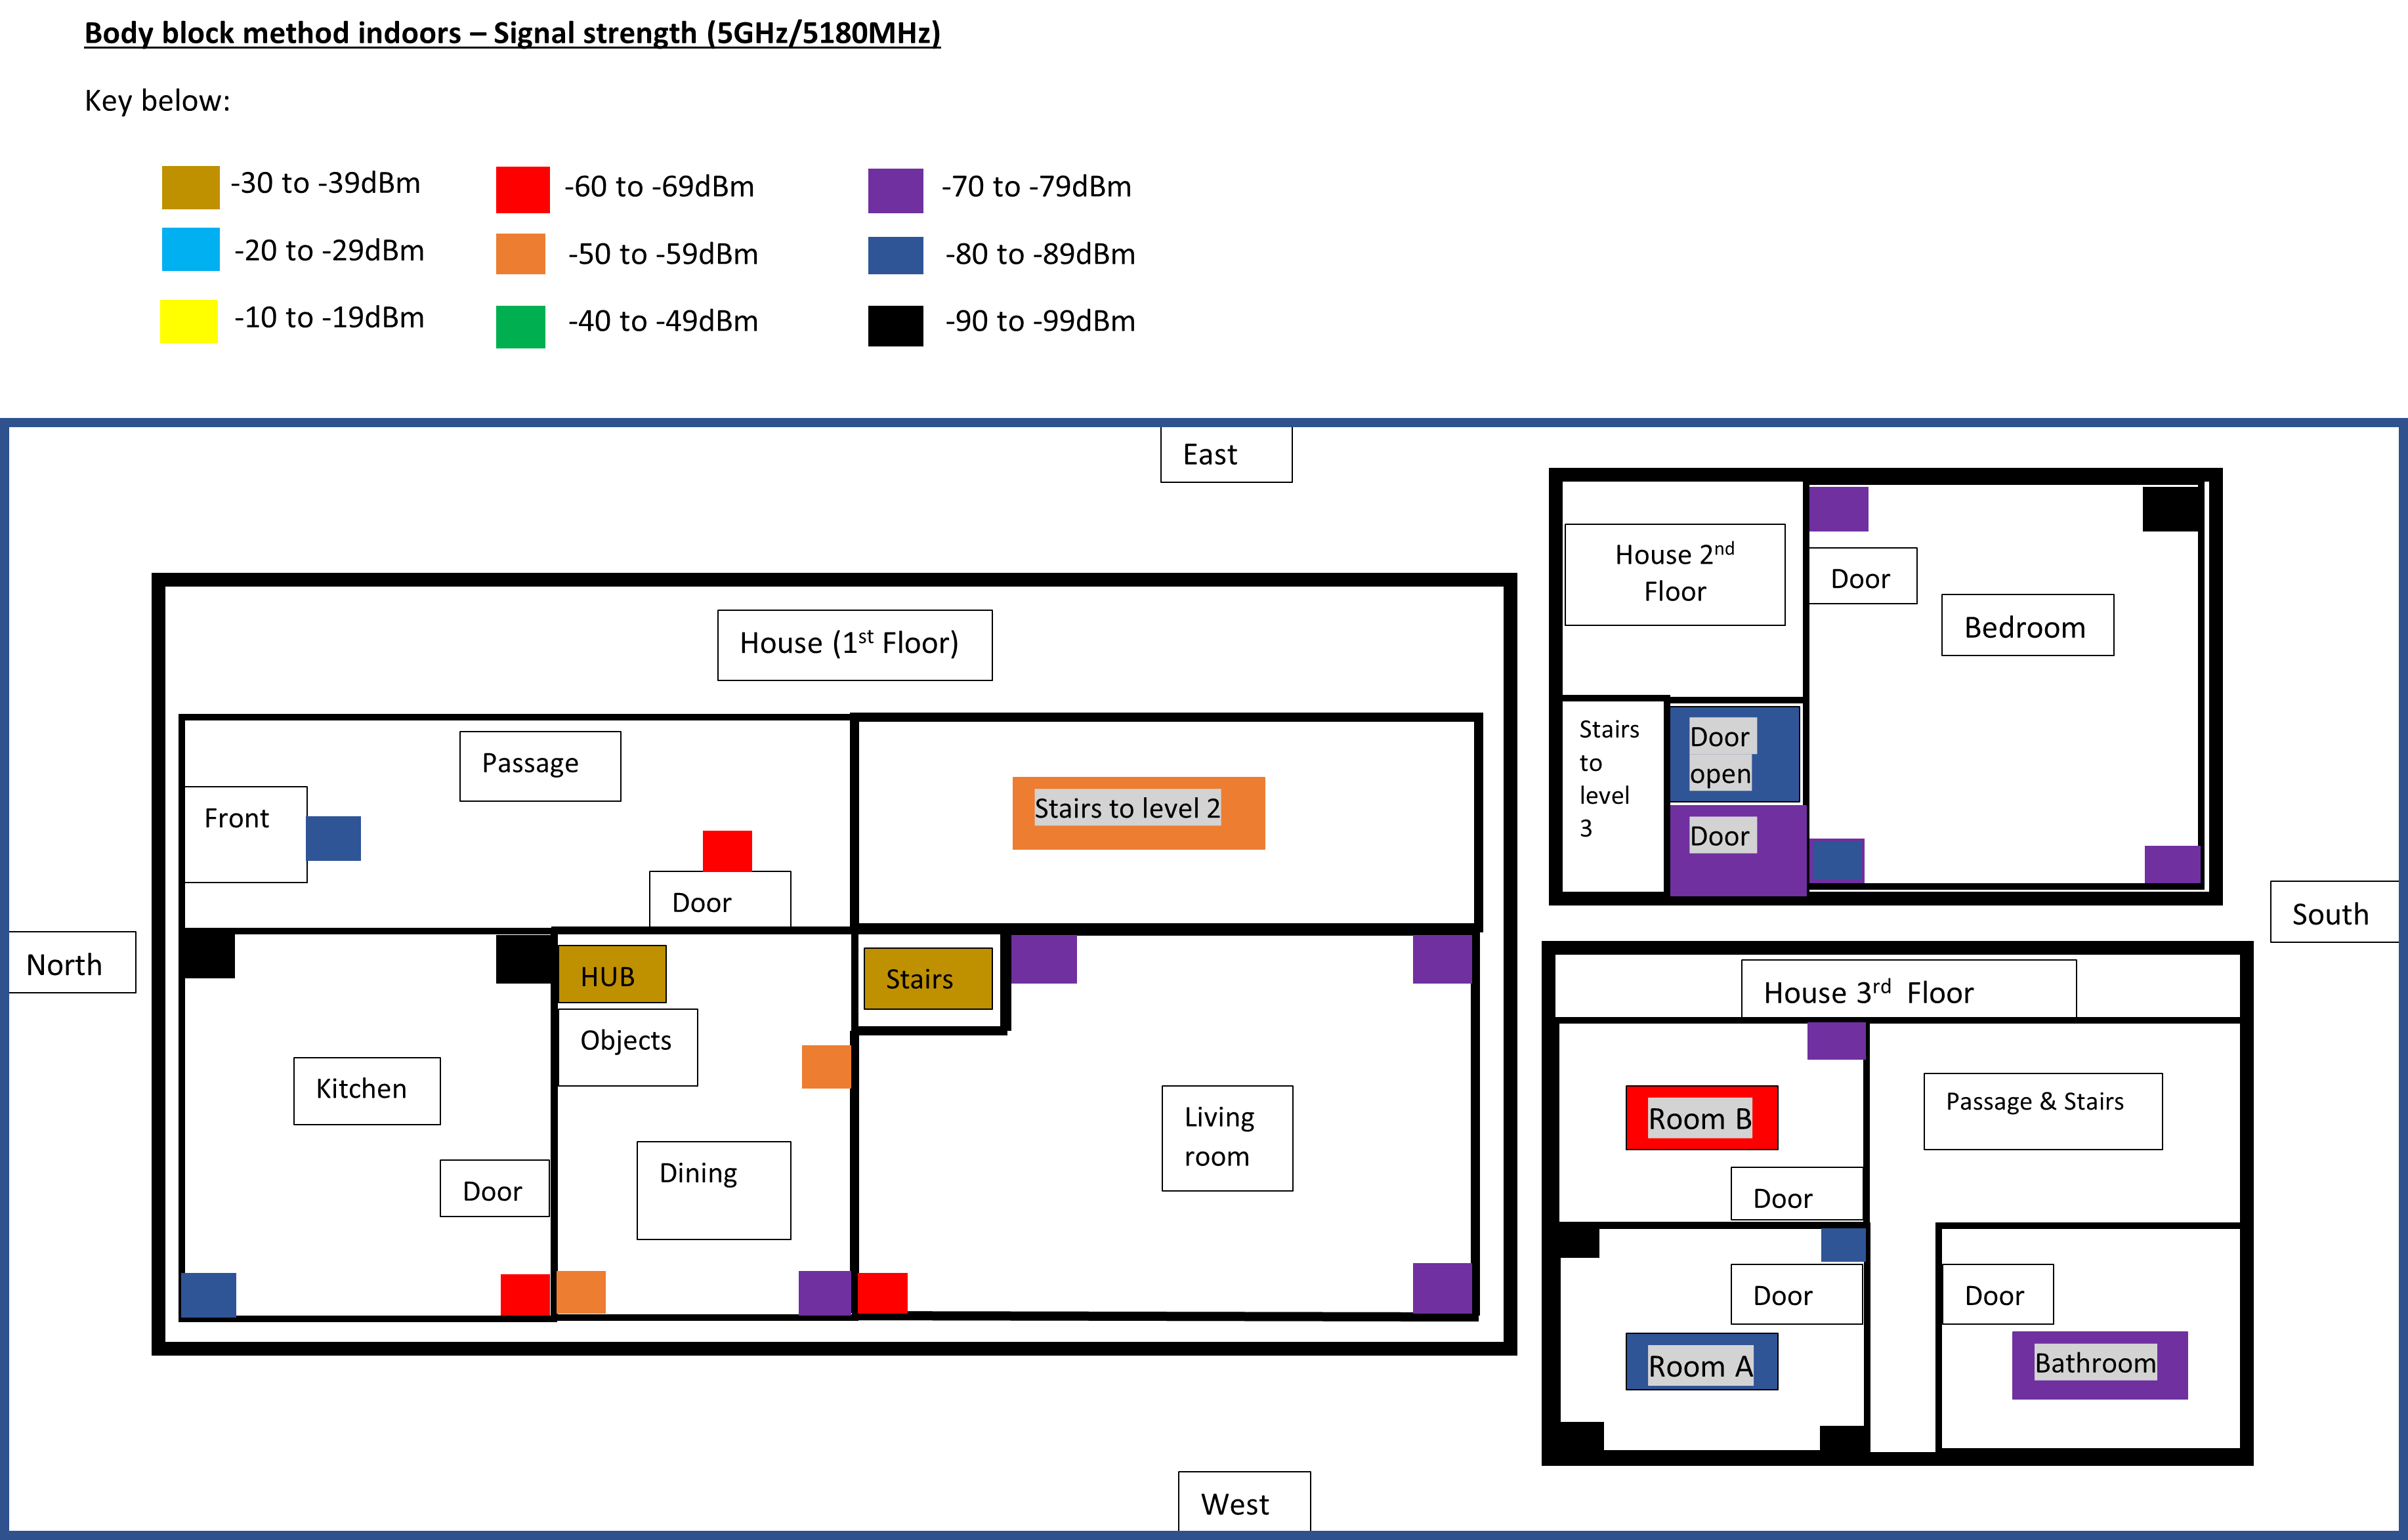 Body block method indoors – Signal strength (5GHz/5180MHz)
Key below:
-30 to -39dBm
-60 to -69dBm
-70 to -79dBm
-20 to -29dBm
-50 to -59dBm
-80 to -89dBm
-10 to -19dBm
-40 to -49dBm
-90 to -99dBm
East
House (1st Floor)
Passage
Front
Stairs to level 2
Door
North
HUB
Stairs
Objects
Kitchen
Door
Dining
Living
room
House 2nd
Floor
Door
Bedroom
Stairs
to
level
3
Door
open
Door
South
House 3rd Floor
Room B
Passage & Stairs
Door
Door
Door
Room A
Bathroom
West